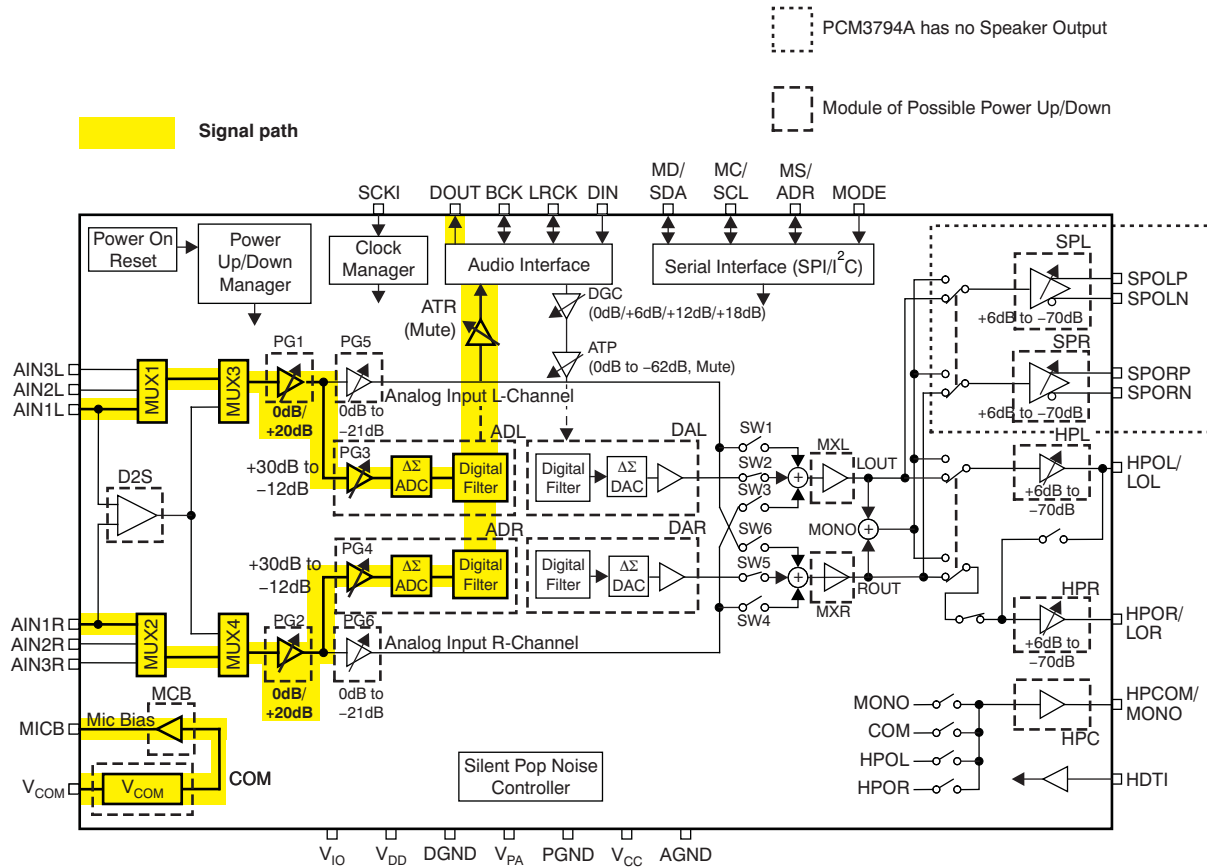 PCM3794A has no Speaker Output
Module of Possible Power Up/Down
Signal path
SCKI
DOUT
BCK
LRCK
DIN
MD/
SDA
MC/
SCL
MS/
ADR
MODE
Power On
Reset
Power
Up/Down
Manager
Clock
Manager
Audio Interface
Serial Interface (SPI/I²C)
SPL
SPOLP
SPOLN
+6dB to −70dB
SPR
SPORP
SPORN
+6dB to −70dB
ATR
(Mute)
DGC
(0dB/+6dB/+12dB/+18dB)
ATP
(0dB to −62dB, Mute)
AIN3L
AIN2L
AIN1L
MUX1
MUX3
PG1
0dB/
+20dB
PG5
0dB to
−21dB
Analog Input L-Channel
ADL
+30dB to
−12dB
PG3
ΔΣ
ADC
Digital
Filter
DAL
Digital
Filter
ΔΣ
DAC
SW1
SW2
SW3
MXL
LOUT
HPL
+6dB to
−70dB
HPOL/
LOL
D2S
MONO
ADR
+30dB to
−12dB
PG4
ΔΣ
ADC
Digital
Filter
DAR
Digital
Filter
ΔΣ
DAC
SW6
SW5
SW4
MXR
ROUT
HPR
+6dB to
−70dB
HPOR/
LOR
AIN1R
AIN2R
AIN3R
MUX2
MUX4
PG2
0dB/
+20dB
PG6
0dB to
−21dB
Analog Input R-Channel
MICB
Mic Bias
MCB
COM
VCOM
VCOM
Silent Pop Noise
Controller
MONO
COM
HPOL
HPOR
HPC
HPCOM/
MONO
HDTI
VIO
VDD
DGND
VPA
PGND
VCC
AGND